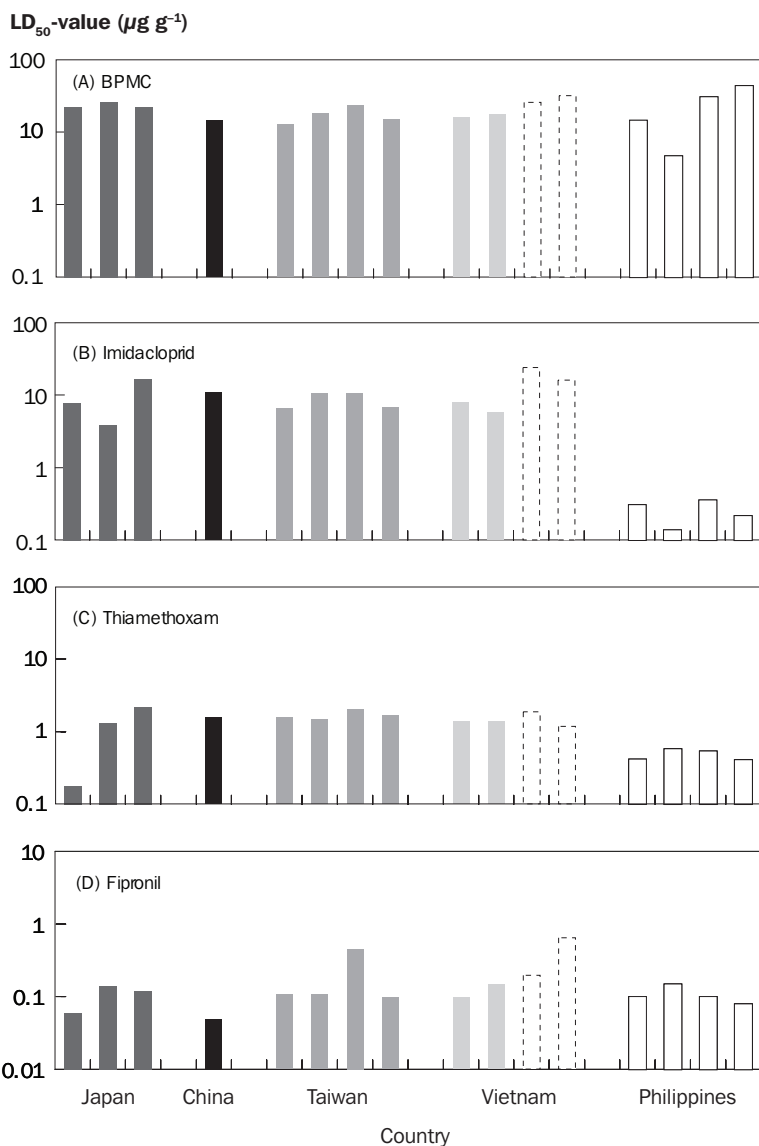 LD₅₀-value (µg g⁻¹)
100
(A) BPMC
10
1
0.1
100
(B) Imidacloprid
10
1
0.1
100
(C) Thiamethoxam
10
1
0.1
10
(D) Fipronil
1
0.1
0.01
Japan China Taiwan Vietnam Philippines
Country